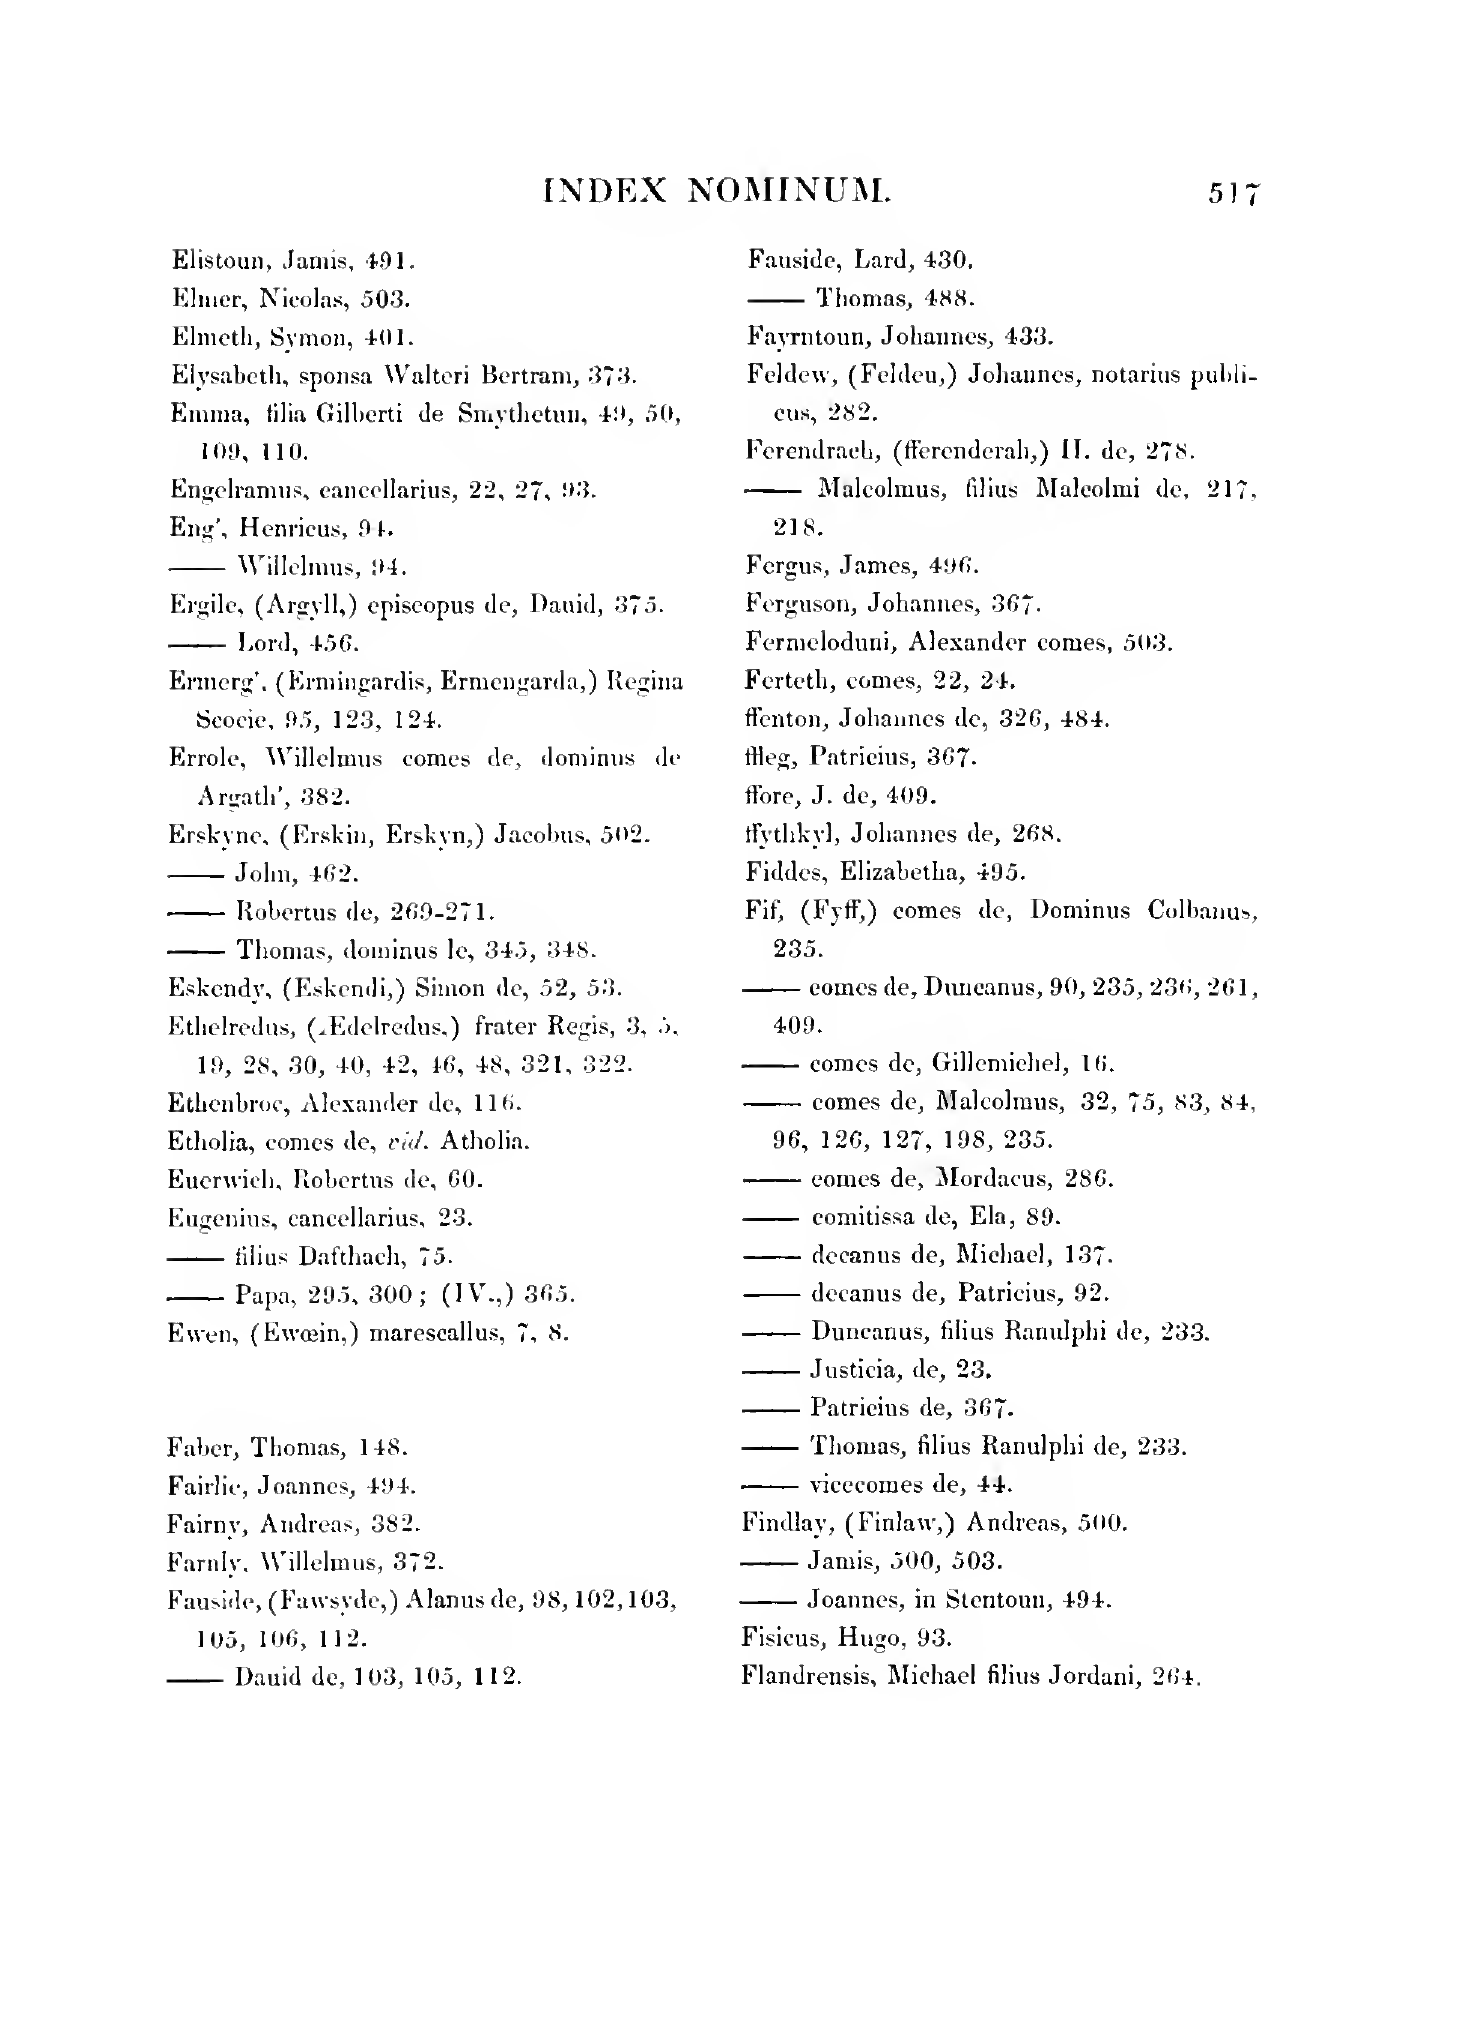 INDEX NOMINUM. 517
Elistoun, Jamis, 491.
Elmer, Nicolas, 503.
Elmeth, Symon, 401.
Elysabeth, sponsa Walteri Bertram, 373.
Emma, filia Gilberti de Smythetun, 49, 50,
109, 110.
Engelramus, cancellarius, 22, 27, 93.
Eng', Henricus, 94.
—— Willelmus, 94.
Ergile, (Argyll,) episcopus de, Dauid, 375.
—— Lord, 456.
Ermerg', (Ermingardis, Ermengarda,) Regina
Scocie, 95, 123, 124.
Errole, Willelmus comes de, dominus de
Argath', 382.
Erskyne, (Erskin, Erskyn,) Jacobus, 502.
—— John, 462.
—— Robertus de, 269-271.
—— Thomas, dominus le, 345, 348.
Eskendy, (Eskendi,) Simon de, 52, 53.
Ethelredus, (Ædelredus,) frater Regis, 3, 5,
19, 28, 30, 40, 42, 46, 48, 321, 322.
Ethenbroc, Alexander de, 116.
Etholia, comes de, vid. Atholia.
Euerwich, Robertus de, 60.
Eugenius, cancellarius, 23.
—— filius Dafthach, 75.
—— Papa, 295, 300; (IV.,) 365.
Ewen, (Ewœin,) marescallus, 7, 8.
Faber, Thomas, 148.
Fairlie, Joannes, 494.
Fairny, Andreas, 382.
Farnly, Willelmus, 372.
Fauside, (Fawsyde,) Alanus de, 98, 102, 103,
105, 106, 112.
—— Dauid de, 103, 105, 112.
Fauside, Lard, 430.
—— Thomas, 488.
Fayrntoun, Johannes, 433.
Feldew, (Feldeu,) Johannes, notarius publi-
cus, 282.
Ferendrach, (fferenderah,) H. de, 278.
—— Malcolmus, filius Malcolmi de, 217,
218.
Fergus, James, 496.
Ferguson, Johannes, 367.
Fermeloduni, Alexander comes, 503.
Ferteth, comes, 22, 24.
ffenton, Johannes de, 326, 484.
ffleg, Patricius, 367.
ffore, J. de, 409.
ffythkyl, Johannes de, 268.
Fiddes, Elizabetha, 495.
Fif, (Fyff,) comes de, Dominus Colbanus,
235.
—— comes de, Duncanus, 90, 235, 236, 261,
409.
—— comes de, Gillemichel, 16.
—— comes de, Malcolmus, 32, 75, 83, 84,
96, 126, 127, 198, 235.
—— comes de, Mordacus, 286.
—— comitissa de, Ela, 89.
—— decanus de, Michael, 137.
—— decanus de, Patricius, 92.
—— Duncanus, filius Ranulphi de, 233.
—— Justicia, de, 23.
—— Patricius de, 367.
—— Thomas, filius Ranulphi de, 233.
—— vicecomes de, 44.
Findlay, (Finlaw,) Andreas, 500.
—— Jamis, 500, 503.
—— Joannes, in Stentoun, 494.
Fisicus, Hugo, 93.
Flandrensis, Michael filius Jordani, 264.